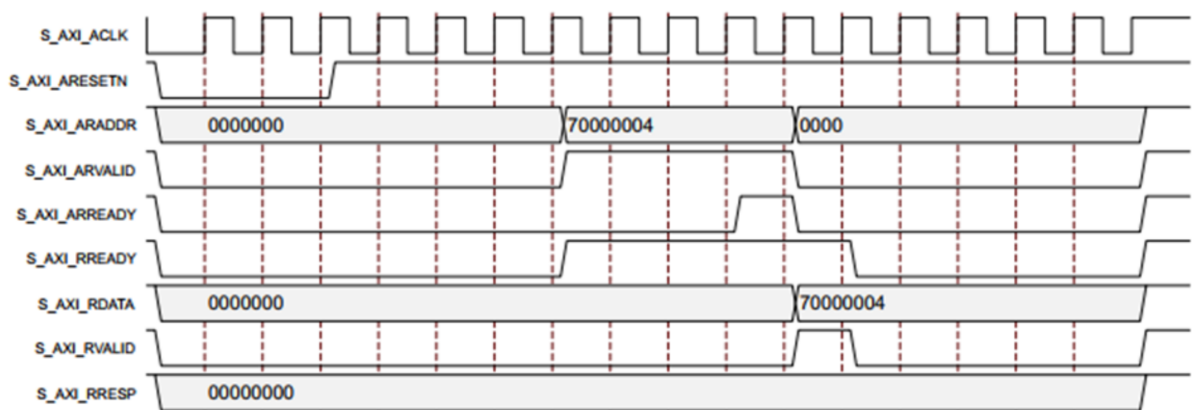 S_AXI_ACLK
S_AXI_ARESETN
S_AXI_ARADDR 0000000 70000004 0000
S_AXI_ARVALID
S_AXI_ARREADY
S_AXI_RREADY
S_AXI_RDATA 0000000 70000004
S_AXI_RVALID
S_AXI_RRESP 00000000